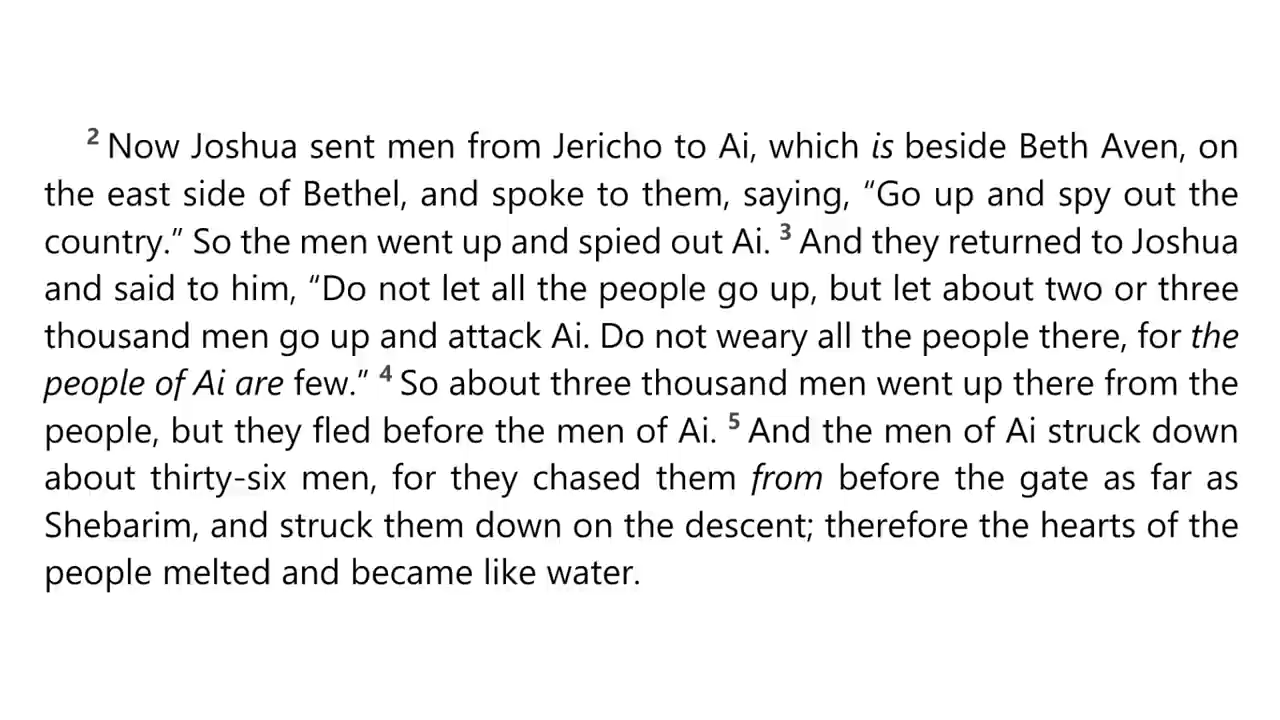 2 Now Joshua sent men from Jericho to Ai, which is beside Beth Aven, on
the east side of Bethel, and spoke to them, saying, “Go up and spy out the
country.” So the men went up and spied out Ai. 3 And they returned to Joshua
and said to him, “Do not let all the people go up, but let about two or three
thousand men go up and attack Ai. Do not weary all the people there, for the
people of Ai are few.” 4 So about three thousand men went up there from the
people, but they fled before the men of Ai. 5 And the men of Ai struck down
about thirty-six men, for they chased them from before the gate as far as
Shebarim, and struck them down on the descent; therefore the hearts of the
people melted and became like water.